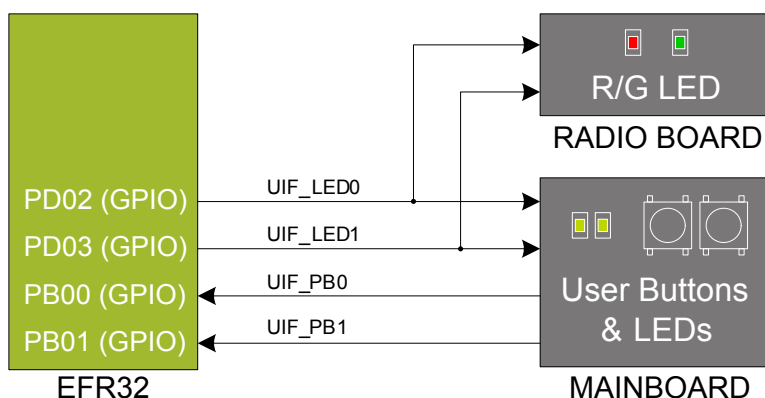 R/G LED
RADIO BOARD
PD02 (GPIO)
UIF_LED0
PD03 (GPIO)
UIF_LED1
PB00 (GPIO)
UIF_PB0
PB01 (GPIO)
UIF_PB1
User Buttons
& LEDs
EFR32
MAINBOARD